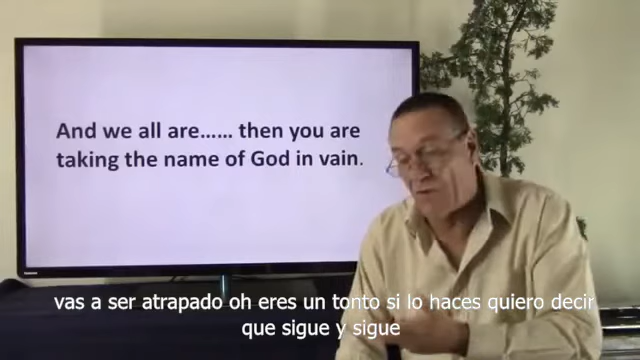 And we all are…… then you are
taking the name of God in vain.
vas a ser atrapado oh eres un tonto si lo haces quiero decir
que sigue y sigue